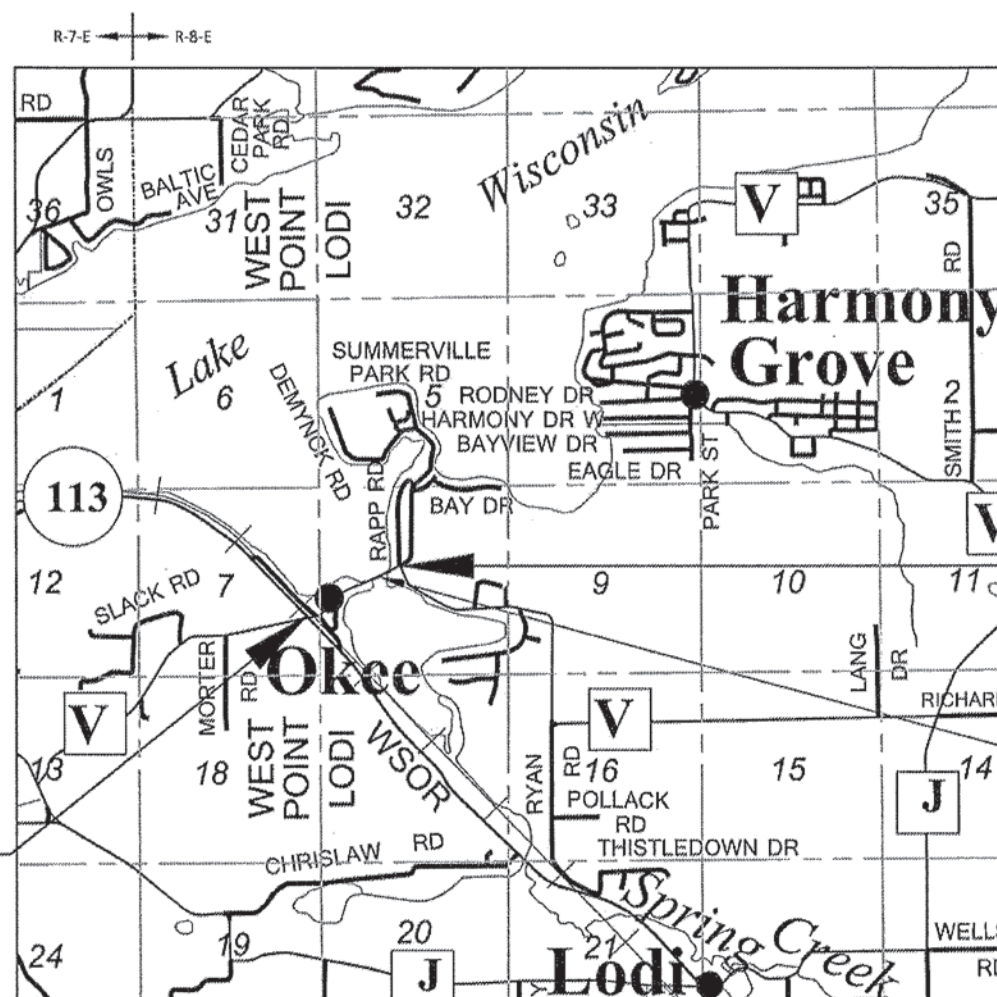 R-7-E R-8-E
RD
OWLS
CEDAR
PARK
RD
BALTIC
AVE
Wisconsin
36
31
32
33
35
V
WEST
POINT
LODI
RD
Harmony
Grove
Lake
SUMMERVILLE
PARK RD
DEMYNCK RD
1
6
5
2
RODNEY DR
HARMONY DR W
BAYVIEW DR
EAGLE DR
SMITH
PARK ST
113
RAPP RD
BAY DR
V
12
7
9
10
11
SLACK RD
MORTER
RD
Okee
LANG
DR
V
V
RICHAR
WEST
POINT
LODI
WSOR
13
18
16
15
14
RYAN
RD
J
POLLACK
RD
CHRISLAW RD
THISTLEDOWN DR
Spring Creek
24
19
20
21
WELLS
RD
J
Lodi
Y